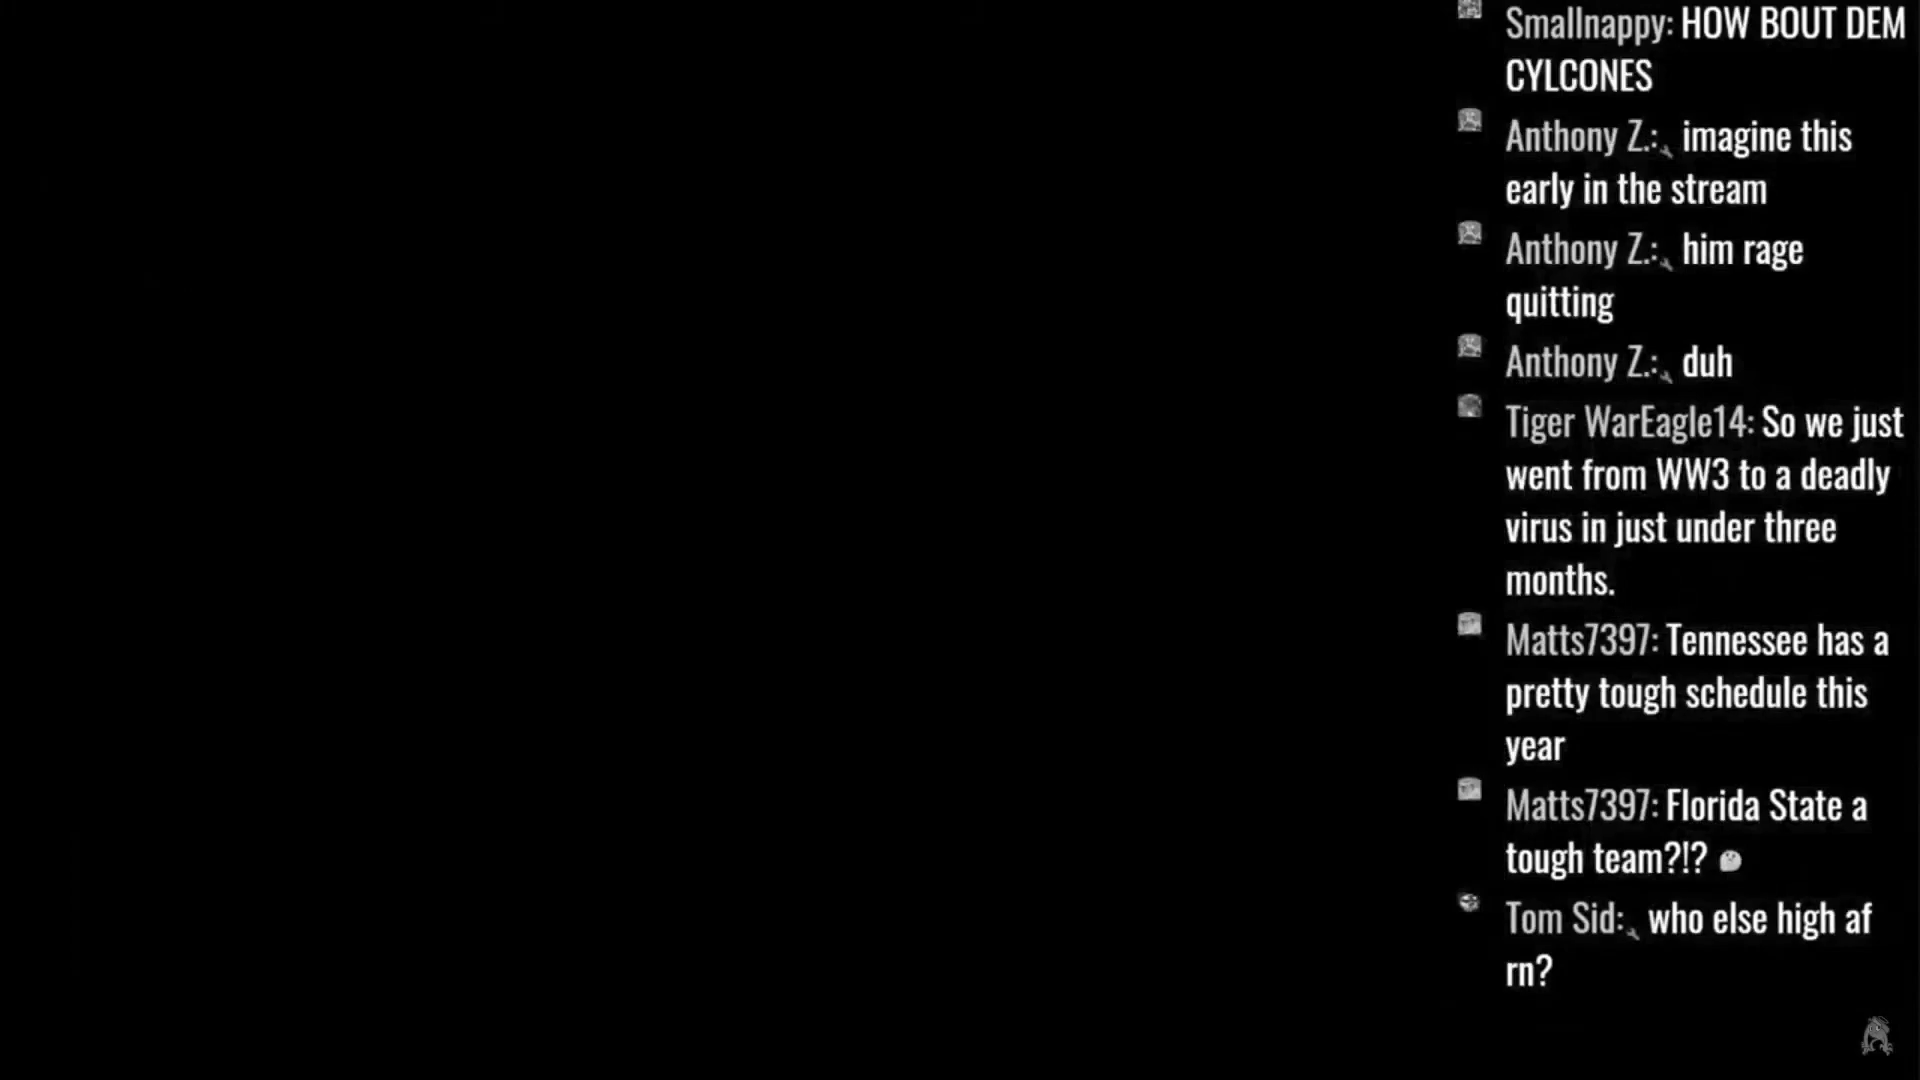 Smallnappy: HOW BOUT DEM
CYLCONES
Anthony Z.: imagine this
early in the stream
Anthony Z.: him rage
quitting
Anthony Z.: duh
Tiger WarEagle14: So we just
went from WW3 to a deadly
virus in just under three
months.
Matts7397: Tennessee has a
pretty tough schedule this
year
Matts7397: Florida State a
tough team?!?
Tom Sid: who else high af
rn?